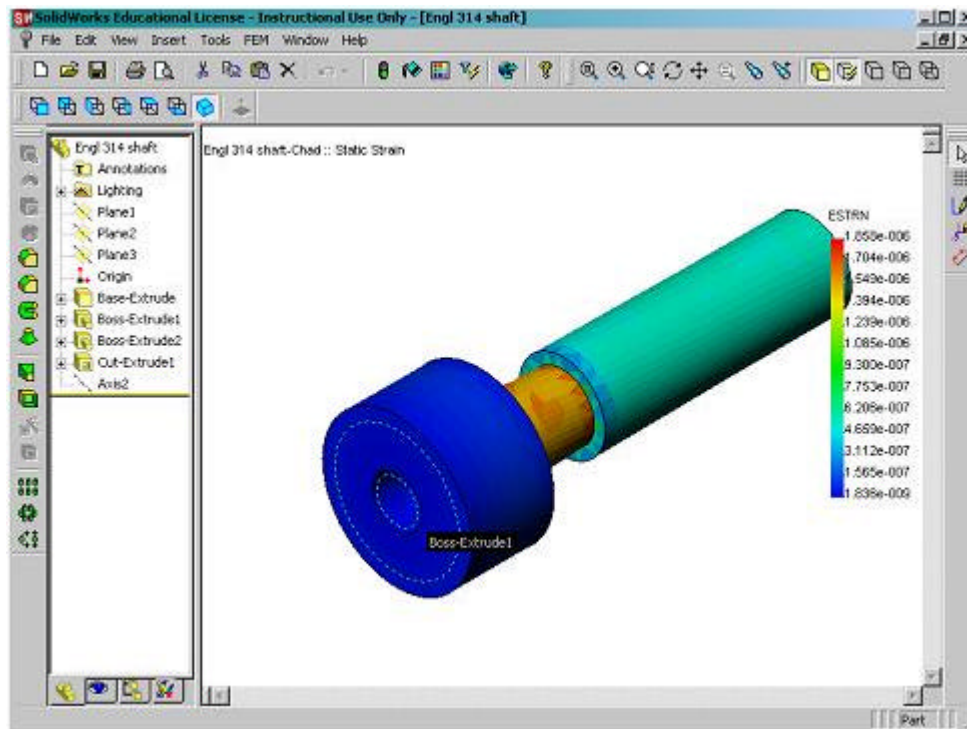 SolidWorks Educational License - Instructional Use Only - [Engl 314 shaft]
File Edit View Insert Tools FEM Window Help
Engl 314 shaft
Annotations
Lighting
Plane1
Plane2
Plane3
Origin
Base-Extrude
Boss-Extrude1
Boss-Extrude2
Cut-Extrude1
Axis2
Engl 314 shaft-Chad :: Static Strain
ESTRN
1.858e-006
1.704e-006
1.549e-006
1.394e-006
1.239e-006
1.085e-006
9.300e-007
7.753e-007
6.206e-007
4.659e-007
3.112e-007
1.565e-007
1.836e-009
Boss-Extrude1
Part